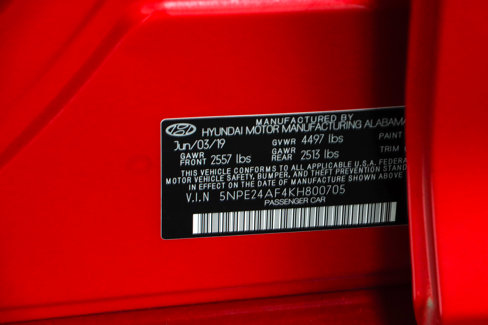 MANUFACTURED BY
HYUNDAI MOTOR MANUFACTURING ALABAMA
Jun/03/19 GVWR 4497 lbs PAINT
GAWR FRONT 2557 lbs GAWR REAR 2513 lbs TRIM
THIS VEHICLE CONFORMS TO ALL APPLICABLE U.S.A. FEDERA
MOTOR VEHICLE SAFETY, BUMPER, AND THEFT PREVENTION STAND
IN EFFECT ON THE DATE OF MANUFACTURE SHOWN ABOVE
V.I.N 5NPE24AF4KH800705
PASSENGER CAR